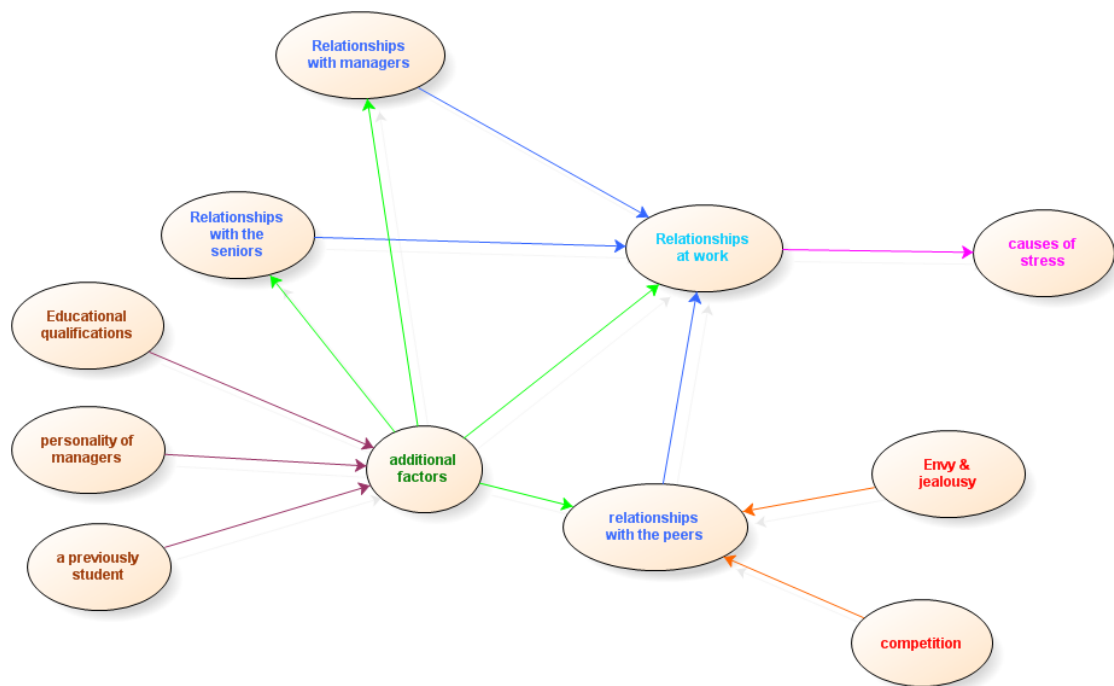 Relationships
with managers
Relationships
with the
seniors
Relationships
at work
causes of
stress
Educational
qualifications
personality of
managers
additional
factors
Envy &
jealousy
relationships
with the peers
a previously
student
competition